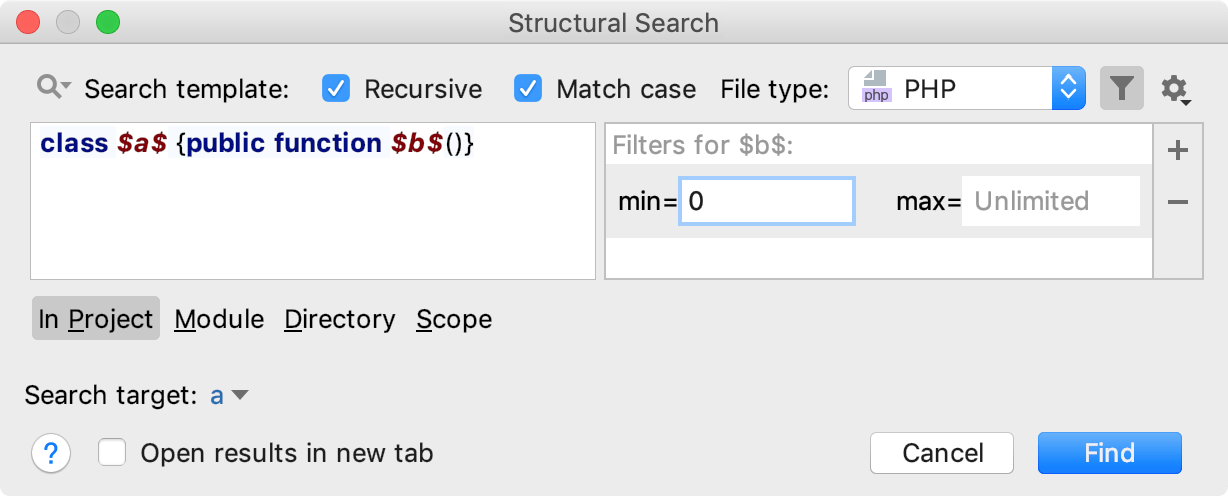 Structural Search
Search template: Recursive Match case File type: php PHP
class $a$ {public function $b$()}
Filters for $b$:
min= 0 max= Unlimited
In Project Module Directory Scope
Search target: a
? Open results in new tab Cancel Find